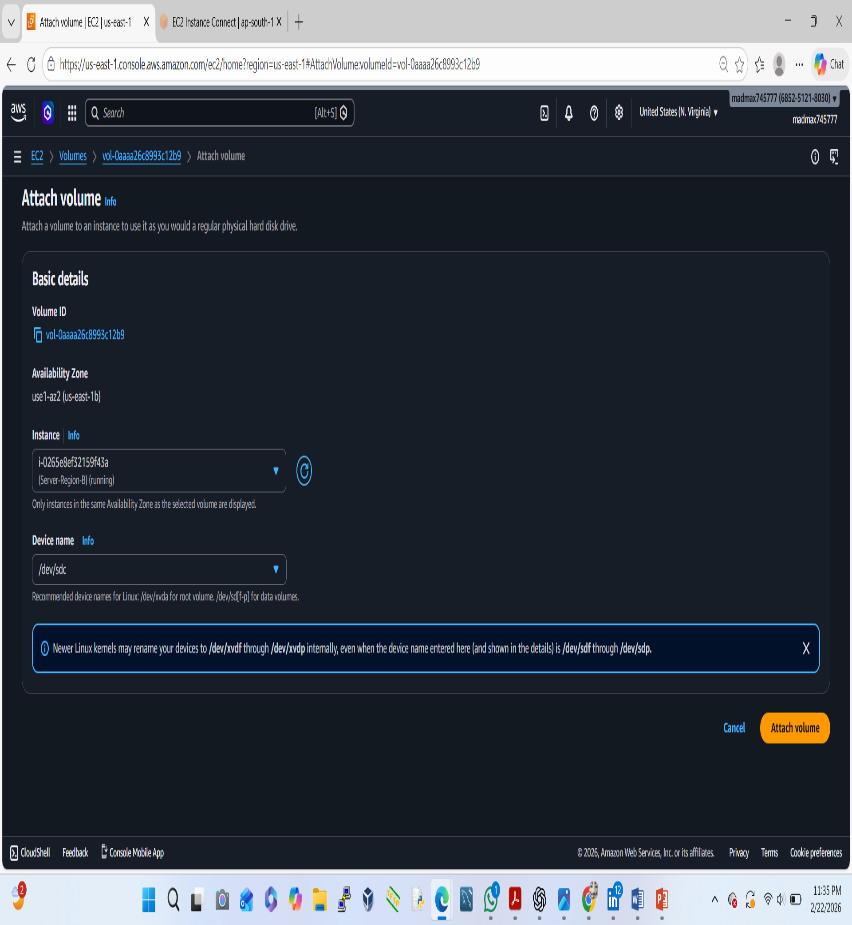 Attach volume | EC2 | us-east-1 X
EC2 Instance Connect | ap-south-1 X
https://us-east-1.console.aws.amazon.com/ec2/home?region=us-east-1#AttachVolume:volumeId=vol-0aaaa26c8993c12b9
Chat
aws
Search [Alt+S]
United States (N. Virginia) ▼
madmax745777 (6852-5121-8030) ▼
madmax745777
EC2 > Volumes > vol-0aaaa26c8993c12b9 > Attach volume
Attach volume Info
Attach a volume to an instance to use it as you would a regular physical hard disk drive.
Basic details
Volume ID
vol-0aaaa26c8993c12b9
Availability Zone
use1-az2 (us-east-1b)
Instance | Info
i-0265e8ef32159f43a
(Server-Region-B) (running)
Only instances in the same Availability Zone as the selected volume are displayed.
Device name Info
/dev/sdc
Recommended device names for Linux: /dev/xvda for root volume. /dev/sd[f-p] for data volumes.
Newer Linux kernels may rename your devices to /dev/xvdf through /dev/xvdp internally, even when the device name entered here (and shown in the details) is /dev/sdf through /dev/sdp.
Cancel
Attach volume
CloudShell Feedback Console Mobile App
© 2026, Amazon Web Services, Inc. or its affiliates. Privacy Terms Cookie preferences
2
1
in 12
11:35 PM
2/22/2026